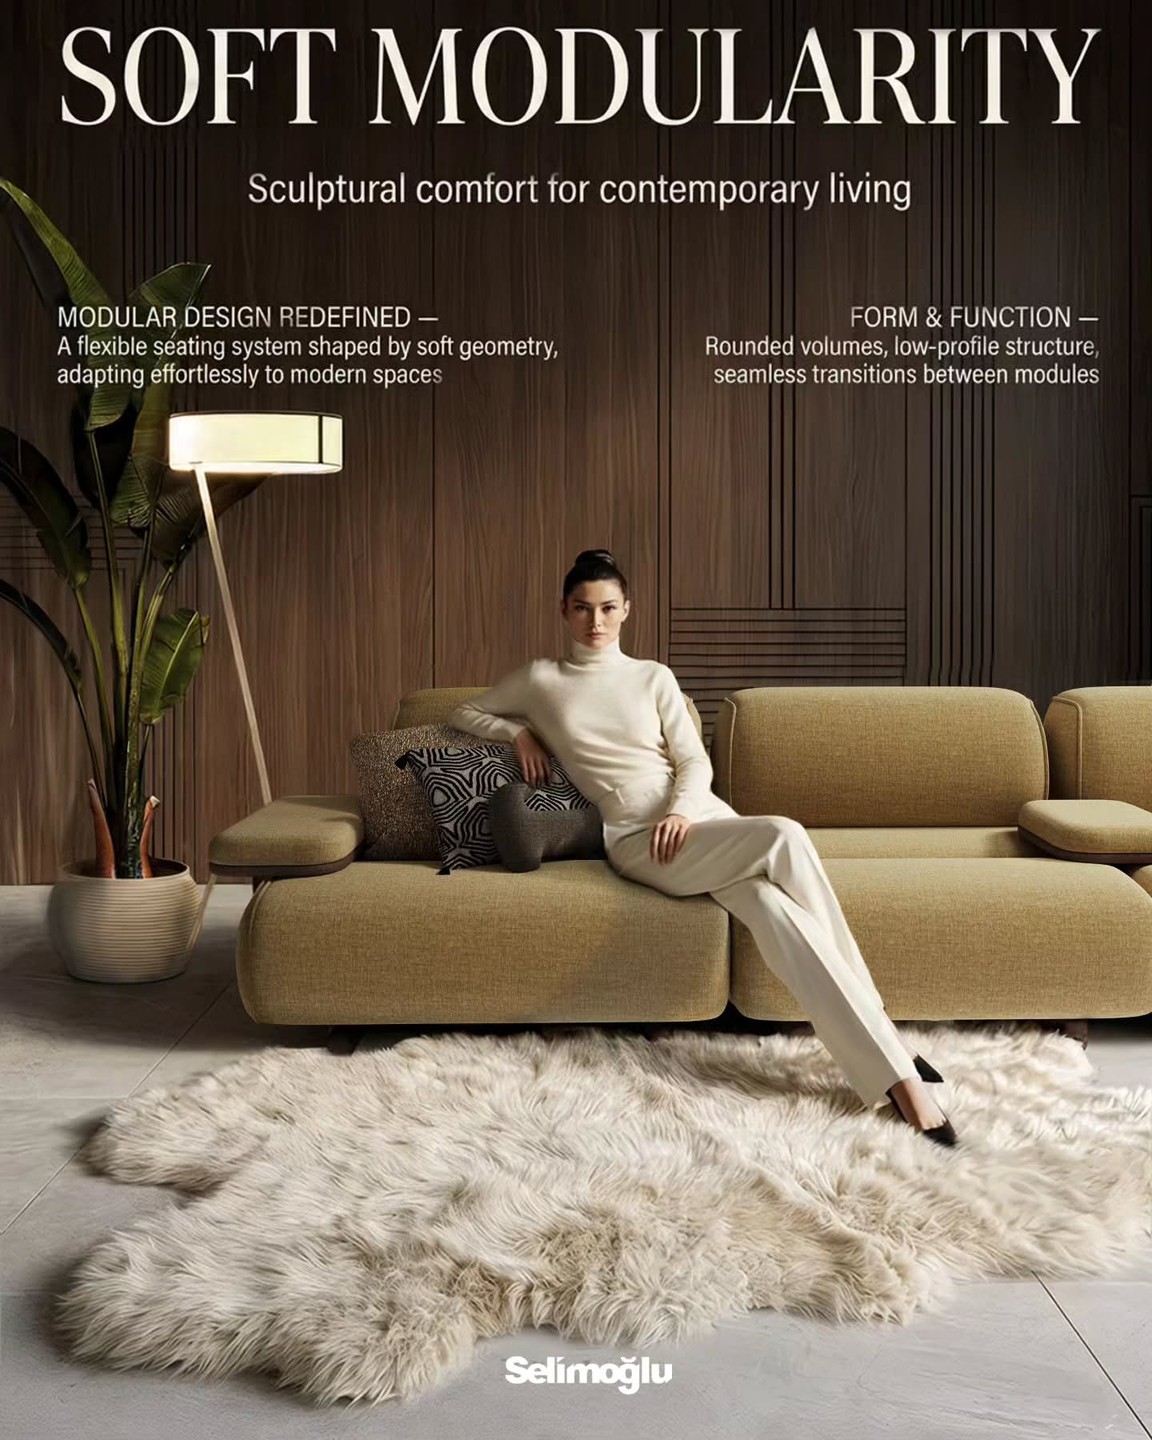 SOFT MODULARITY
Sculptural comfort for contemporary living
MODULAR DESIGN REDEFINED —
A flexible seating system shaped by soft geometry,
adapting effortlessly to modern spaces
FORM & FUNCTION —
Rounded volumes, low-profile structure,
seamless transitions between modules
Selimoğlu